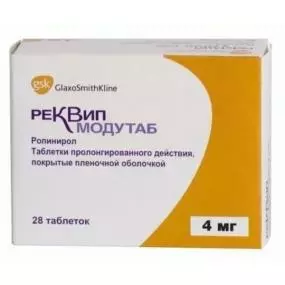 gsk GlaxoSmithKline
РЕКВИП
МОДУТАБ
Ропинирол
Таблетки пролонгированного действия,
покрытые пленочной оболочкой
28 таблеток
4 мг